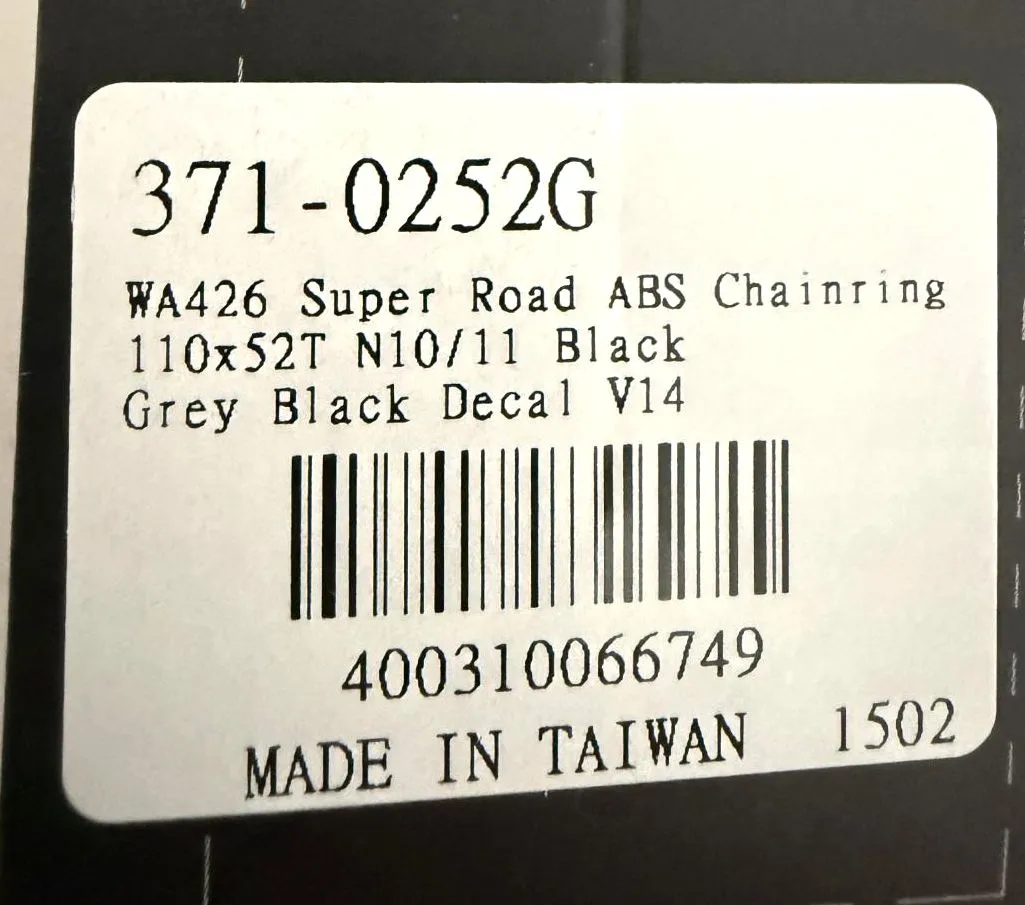 371-0252G
WA426 Super Road ABS Chainring
110x52T N10/11 Black
Grey Black Decal V14
400310066749
MADE IN TAIWAN 1502